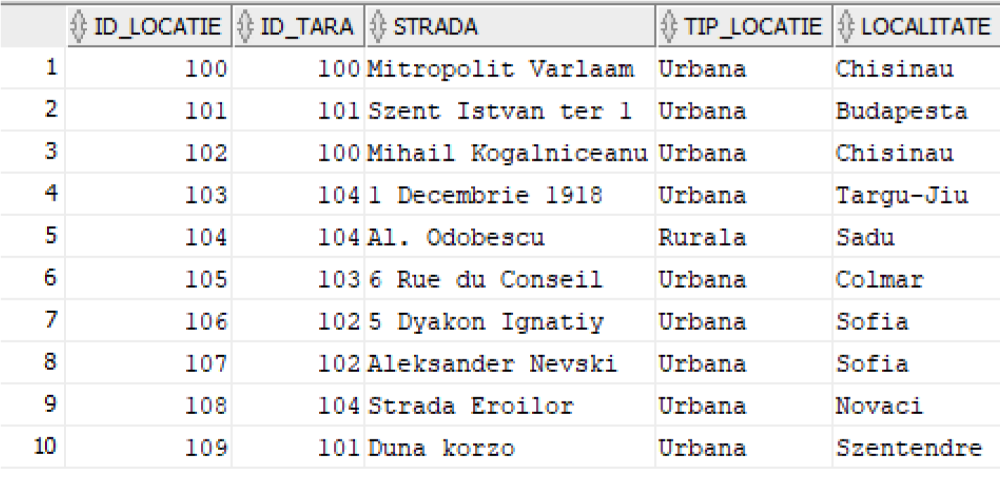 ID_LOCATIE ID_TARA STRADA TIP_LOCATIE LOCALITATE
1 100 100 Mitropolit Varlaam Urbana Chisinau
2 101 101 Szent Istvan ter 1 Urbana Budapesta
3 102 100 Mihail Kogalniceanu Urbana Chisinau
4 103 104 1 Decembrie 1918 Urbana Targu-Jiu
5 104 104 Al. Odobescu Rurala Sadu
6 105 103 6 Rue du Conseil Urbana Colmar
7 106 102 5 Dyakon Ignatiy Urbana Sofia
8 107 102 Aleksander Nevski Urbana Sofia
9 108 104 Strada Eroilor Urbana Novaci
10 109 101 Duna korzo Urbana Szentendre